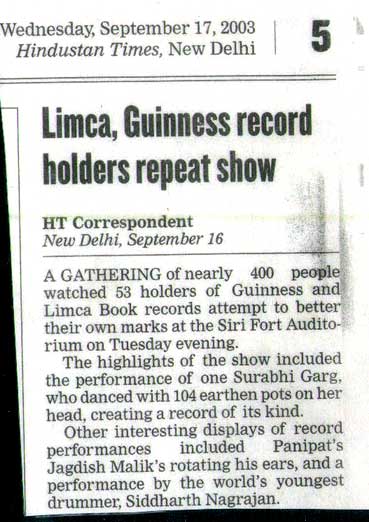 Wednesday, September 17, 2003
Hindustan Times, New Delhi
5
Limca, Guinness record
holders repeat show
HT Correspondent
New Delhi, September 16
A GATHERING of nearly 400 people
watched 53 holders of Guinness and
Limca Book records attempt to better
their own marks at the Siri Fort Audito-
rium on Tuesday evening.
The highlights of the show included
the performance of one Surabhi Garg,
who danced with 104 earthen pots on her
head, creating a record of its kind.
Other interesting displays of record
performances included Panipat's
Jagdish Malik's rotating his ears, and a
performance by the world's youngest
drummer, Siddharth Nagrajan.